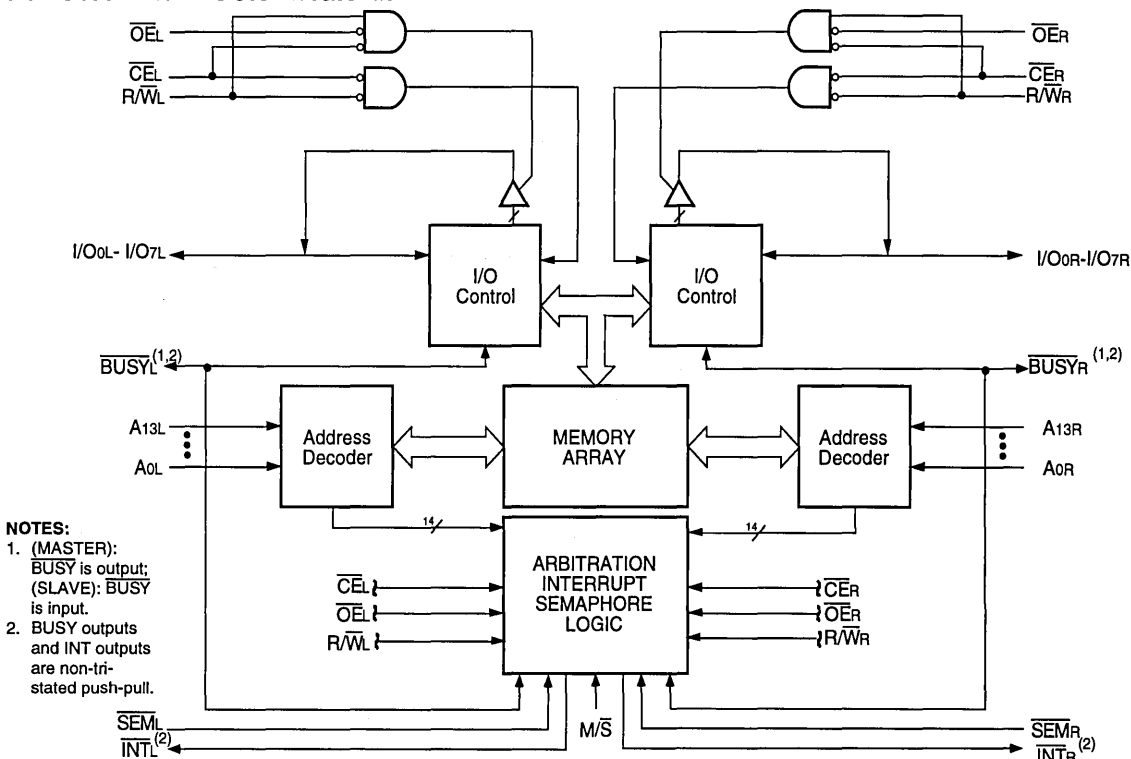 OEL
CEL
R/WL
OER
CER
R/WR
I/O0L- I/O7L
I/O
Control
I/O
Control
I/O0R-I/O7R
BUSYL (1,2)
BUSYR (1,2)
A13L
A0L
Address
Decoder
MEMORY
ARRAY
Address
Decoder
A13R
A0R
14
14
NOTES:
1. (MASTER):
BUSY is output;
(SLAVE): BUSY
is input.
2. BUSY outputs
and INT outputs
are non-tri-
stated push-pull.
ARBITRATION
INTERRUPT
SEMAPHORE
LOGIC
CEL
OEL
R/WL
CER
OER
R/WR
SEML
INTL (2)
M/S
SEMR
INTR (2)